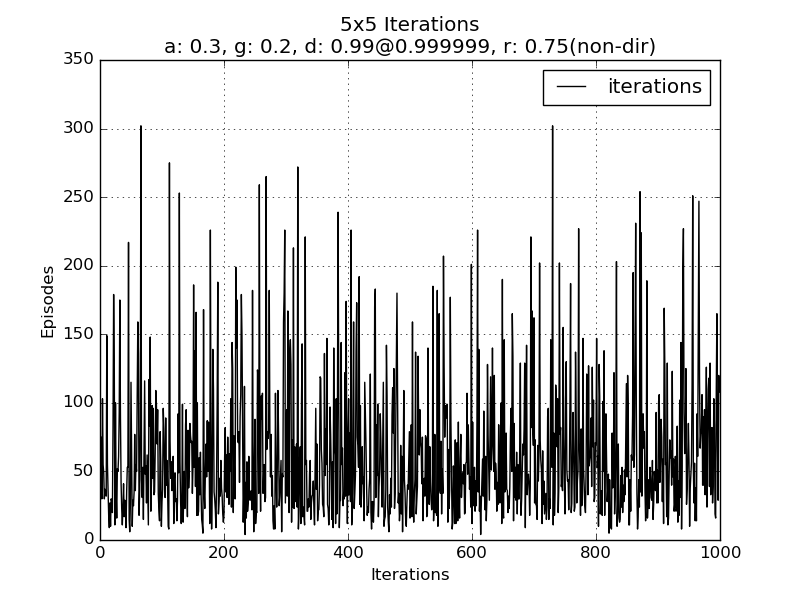 5x5 Iterations
a: 0.3, g: 0.2, d: 0.99@0.999999, r: 0.75(non-dir)
iterations
350
300
250
200
150
100
50
0
Episodes
0 200 400 600 800 1000
Iterations